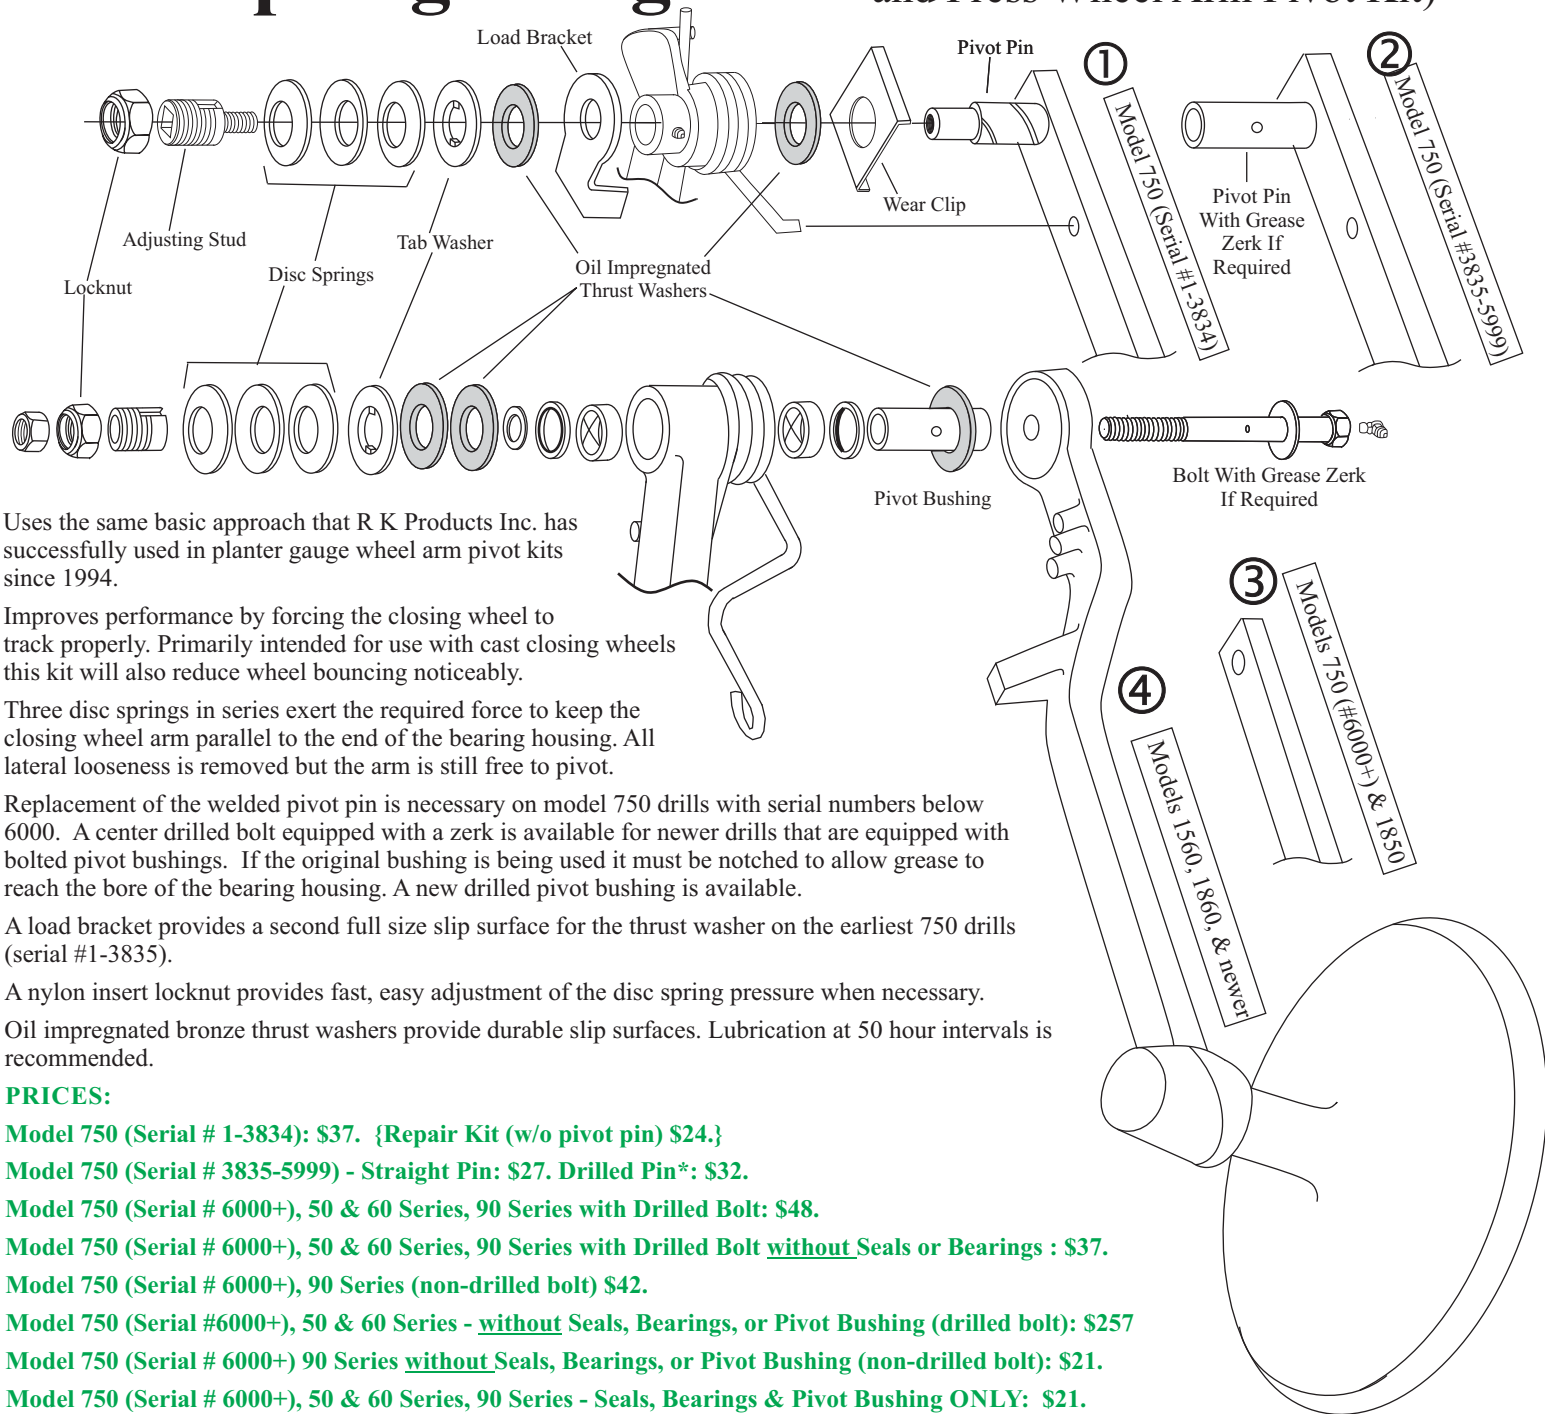 and Press Wheel Arm Pivot Kit)
Load Bracket
Pivot Pin
①
②
Model 750 (Serial #1-3834)
Model 750 (Serial #3835-5999)
Wear Clip
Pivot Pin
With Grease
Zerk If
Required
Adjusting Stud
Tab Washer
Disc Springs
Oil Impregnated
Thrust Washers
Locknut
Pivot Bushing
Bolt With Grease Zerk
If Required
③
Models 750 (#6000+) & 1850
④
Models 1560, 1860, & newer
Uses the same basic approach that R K Products Inc. has
successfully used in planter gauge wheel arm pivot kits
since 1994.
Improves performance by forcing the closing wheel to
track properly. Primarily intended for use with cast closing wheels
this kit will also reduce wheel bouncing noticeably.
Three disc springs in series exert the required force to keep the
closing wheel arm parallel to the end of the bearing housing. All
lateral looseness is removed but the arm is still free to pivot.
Replacement of the welded pivot pin is necessary on model 750 drills with serial numbers below
6000. A center drilled bolt equipped with a zerk is available for newer drills that are equipped with
bolted pivot bushings. If the original bushing is being used it must be notched to allow grease to
reach the bore of the bearing housing. A new drilled pivot bushing is available.
A load bracket provides a second full size slip surface for the thrust washer on the earliest 750 drills
(serial #1-3835).
A nylon insert locknut provides fast, easy adjustment of the disc spring pressure when necessary.
Oil impregnated bronze thrust washers provide durable slip surfaces. Lubrication at 50 hour intervals is
recommended.
PRICES:
Model 750 (Serial # 1-3834): $37. {Repair Kit (w/o pivot pin) $24.}
Model 750 (Serial # 3835-5999) - Straight Pin: $27. Drilled Pin*: $32.
Model 750 (Serial # 6000+), 50 & 60 Series, 90 Series with Drilled Bolt: $48.
Model 750 (Serial # 6000+), 50 & 60 Series, 90 Series with Drilled Bolt without Seals or Bearings : $37.
Model 750 (Serial # 6000+), 90 Series (non-drilled bolt) $42.
Model 750 (Serial #6000+), 50 & 60 Series - without Seals, Bearings, or Pivot Bushing (drilled bolt): $257
Model 750 (Serial # 6000+) 90 Series without Seals, Bearings, or Pivot Bushing (non-drilled bolt): $21.
Model 750 (Serial # 6000+), 50 & 60 Series, 90 Series - Seals, Bearings & Pivot Bushing ONLY: $21.